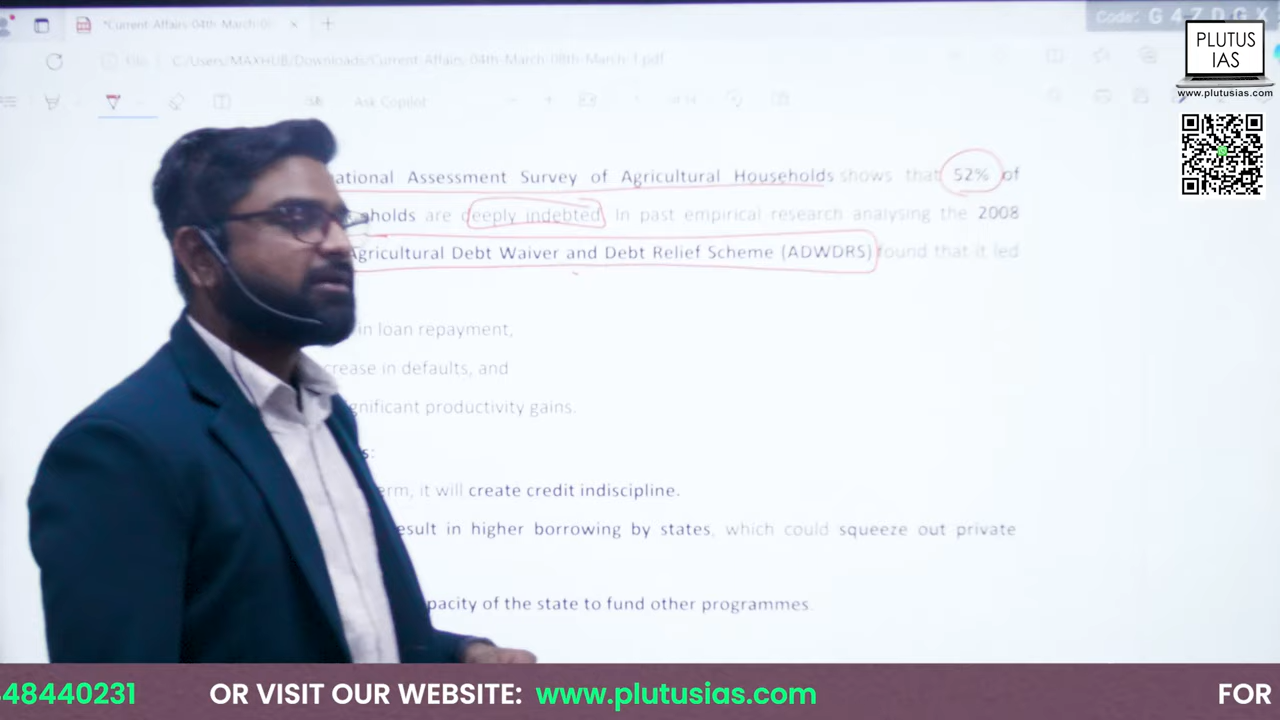 Code: G 4 Z D G X
*Current-Affairs-04th-March-0
PLUTUS
IAS
www.plutusias.com
File C:/Users/MAXHUB/Downloads/Current-Affairs-04th-March-08th-March-1.pdf
Ask Copilot
ational Assessment Survey of Agricultural Households shows that 52% of
holds are deeply indebted. In past empirical research analysing the 2008
Agricultural Debt Waiver and Debt Relief Scheme (ADWDRS) found that it led
in loan repayment,
crease in defaults, and
gnificant productivity gains.
s:
erm, it will create credit indiscipline.
esult in higher borrowing by states, which could squeeze out private
pacity of the state to fund other programmes.
48440231 OR VISIT OUR WEBSITE: www.plutusias.com FOR